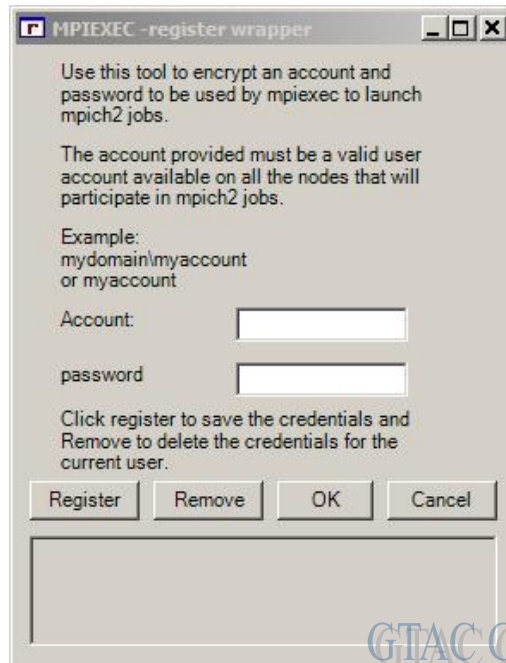 MPIEXEC -register wrapper
Use this tool to encrypt an account and
password to be used by mpiexec to launch
mpich2 jobs.
The account provided must be a valid user
account available on all the nodes that will
participate in mpich2 jobs.
Example:
mydomain\myaccount
or myaccount
Account:
password
Click register to save the credentials and
Remove to delete the credentials for the
current user.
Register Remove OK Cancel
GTAC